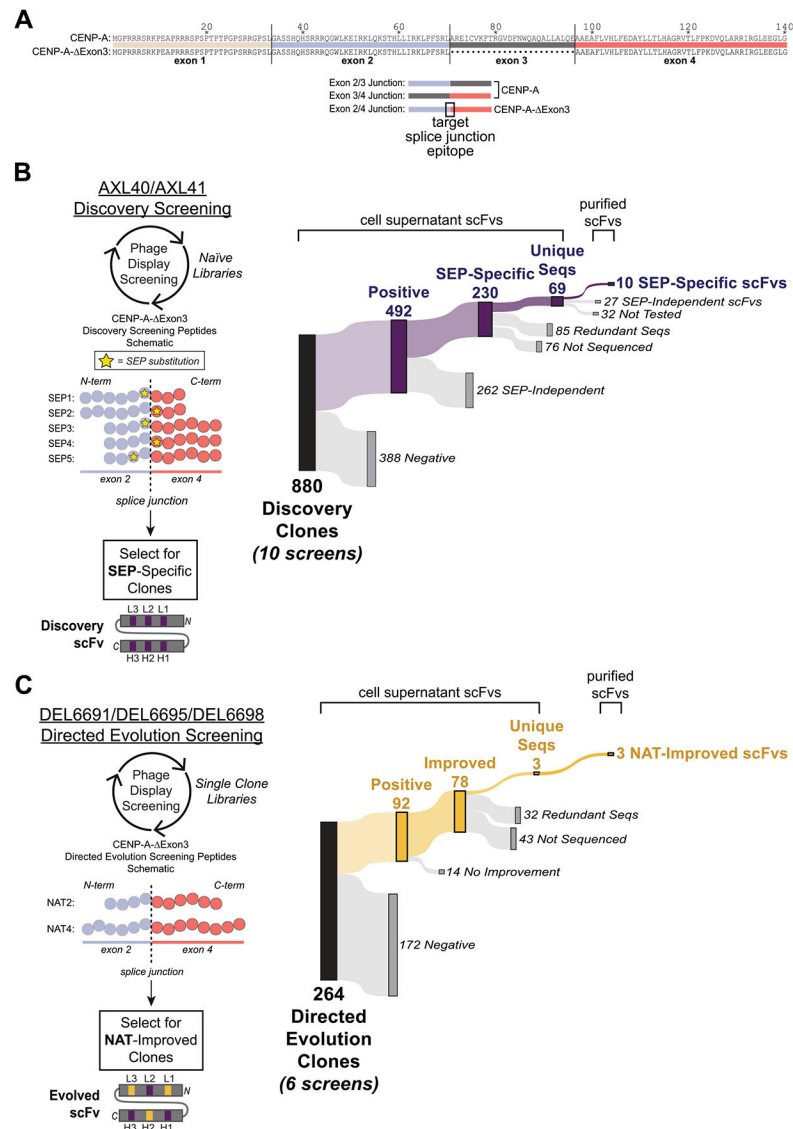 A
20 40 60 80 100 120 140
CENP-A: MGPRRRSRKPEAPRRRSPSPTPTPGPSRRGPSLGASSHQHSRRRQGWLKEIRKLQKSTHLLIRKLPFSRLAREICVKFTRGVDFNWQAQALLALQEAAEAFLVHLFEDAYLLTLHAGRVTLFPKDVQLARRIRGLEEGLG
CENP-A-ΔExon3: MGPRRRSRKPEAPRRRSPSPTPTPGPSRRGPSLGASSHQHSRRRQGWLKEIRKLQKSTHLLIRKLPFSRL AAEAFLVHLFEDAYLLTLHAGRVTLFPKDVQLARRIRGLEEGLG
exon 1 exon 2 exon 3 exon 4
Exon 2/3 Junction:
Exon 3/4 Junction:
CENP-A
Exon 2/4 Junction:
CENP-A-ΔExon3
target
splice junction
epitope
B
AXL40/AXL41
Discovery Screening
Phage
Display
Screening
Naïve
Libraries
CENP-A-ΔExon3
Discovery Screening Peptides
Schematic
= SEP substitution
N-term C-term
SEP1:
SEP2:
SEP3:
SEP4:
SEP5:
exon 2 exon 4
splice junction
Select for
SEP-Specific
Clones
L3 L2 L1
Discovery
scFv
N
C
H3 H2 H1
cell supernatant scFvs
purified
scFvs
880
Discovery
Clones
(10 screens)
Positive
492
388 Negative
SEP-Specific
230
262 SEP-Independent
Unique
Seqs
69
85 Redundant Seqs
76 Not Sequenced
10 SEP-Specific scFvs
27 SEP-Independent scFvs
32 Not Tested
C
DEL6691/DEL6695/DEL6698
Directed Evolution Screening
Phage
Display
Screening
Single Clone
Libraries
CENP-A-ΔExon3
Directed Evolution Screening Peptides
Schematic
N-term C-term
NAT2:
NAT4:
exon 2 exon 4
splice junction
Select for
NAT-Improved
Clones
L3 L2 L1
Evolved
scFv
N
C
H3 H2 H1
cell supernatant scFvs
purified
scFvs
264
Directed
Evolution
Clones
(6 screens)
Positive
92
172 Negative
Improved
78
14 No Improvement
Unique
Seqs
3
32 Redundant Seqs
43 Not Sequenced
3 NAT-Improved scFvs